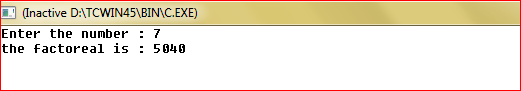 (Inactive D:\TCWIN45\BIN\C.EXE)
Enter the number : 7
the factoreal is : 5040